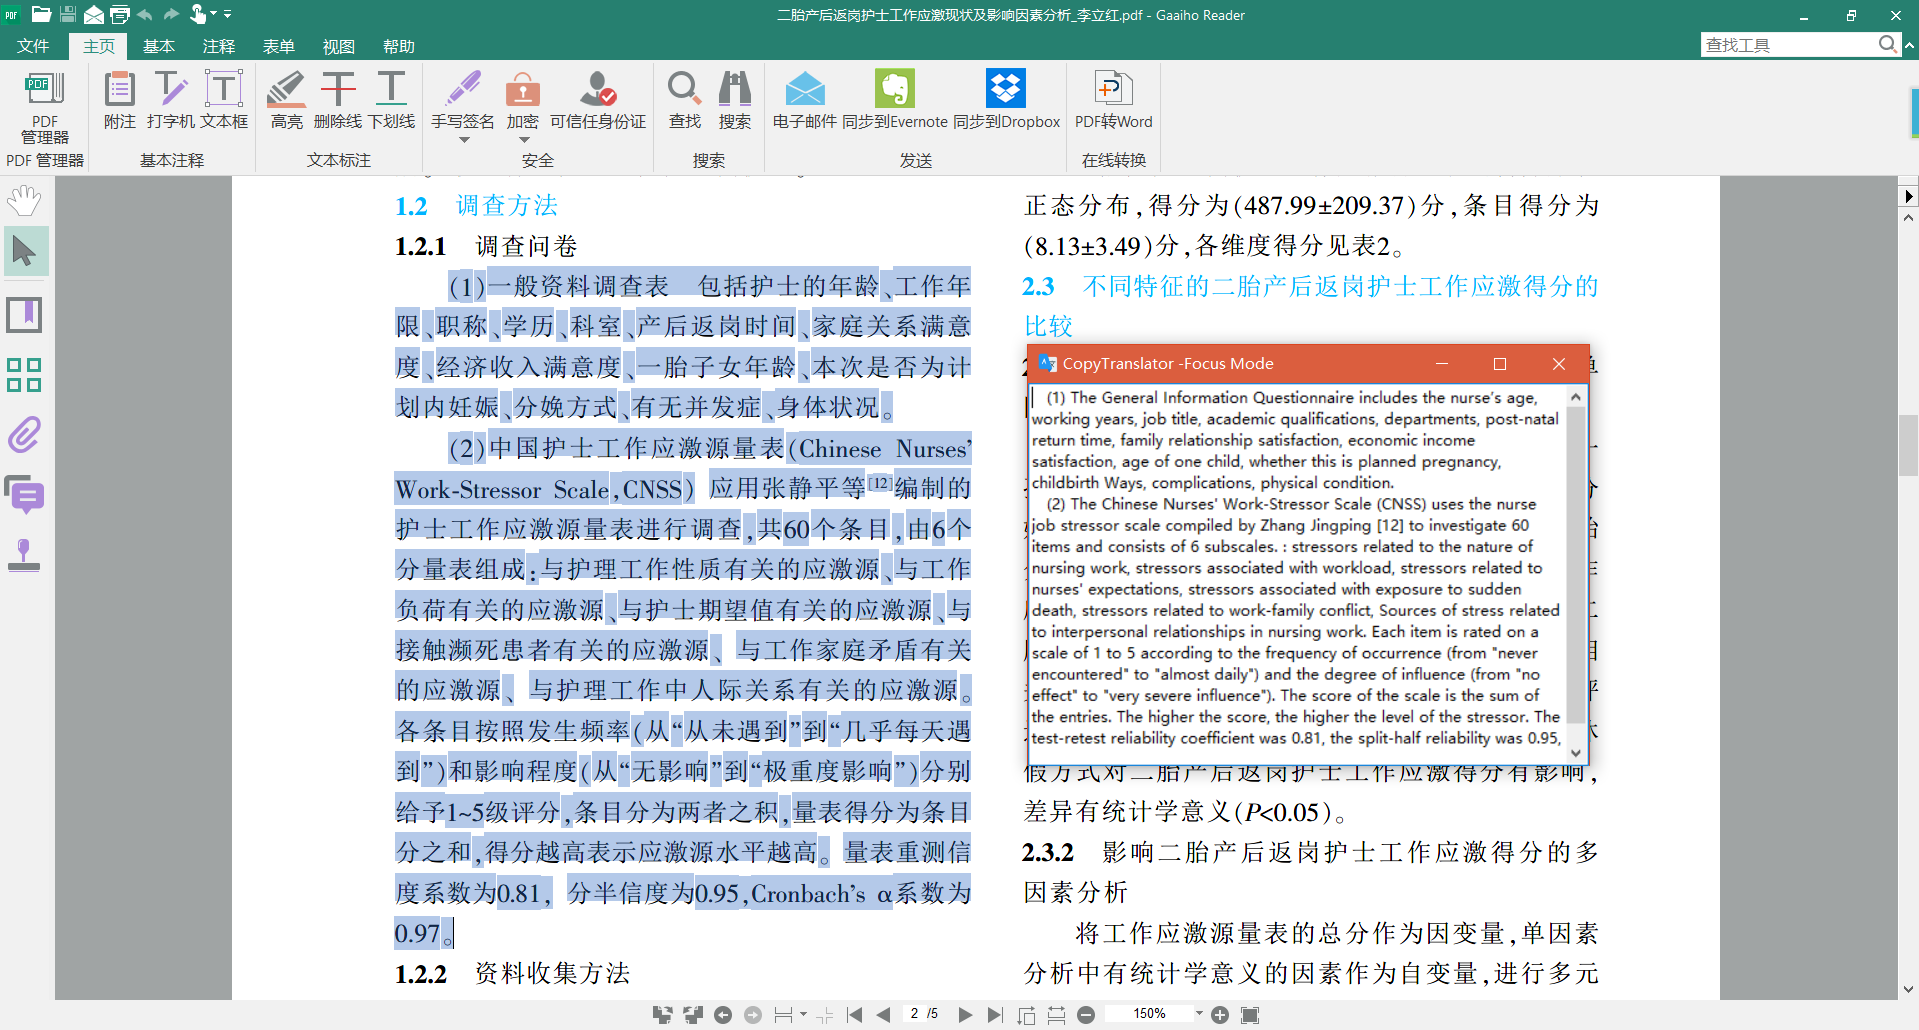 二胎产后返岗护士工作应激现状及影响因素分析_李立红.pdf - Gaaiho Reader
文件 主页 基本 注释 表单 视图 帮助
查找工具
PDF 管理器
附注 打字机 文本框
高亮 删除线 下划线
手写签名 加密 可信任身份证
查找 搜索
电子邮件 同步到Evernote 同步到Dropbox
PDF转Word
PDF 管理器 基本注释 文本标注 安全 搜索 发送 在线转换
1.2 调查方法
1.2.1 调查问卷
(1)一般资料调查表 包括护士的年龄、工作年
限、职称、学历、科室、产后返岗时间、家庭关系满意
度、经济收入满意度、一胎子女年龄、本次是否为计
划内妊娠、分娩方式、有无并发症、身体状况。
(2)中国护士工作应激源量表(Chinese Nurses’
Work-Stressor Scale,CNSS) 应用张静平等[12]编制的
护士工作应激源量表进行调查,共60个条目,由6个
分量表组成:与护理工作性质有关的应激源、与工作
负荷有关的应激源、与护士期望值有关的应激源、与
接触濒死患者有关的应激源、与工作家庭矛盾有关
的应激源、与护理工作中人际关系有关的应激源。
各条目按照发生频率(从“从未遇到”到“几乎每天遇
到”)和影响程度(从“无影响”到“极重度影响”)分别
给予1~5级评分,条目分为两者之积,量表得分为条目
分之和,得分越高表示应激源水平越高。量表重测信
度系数为0.81, 分半信度为0.95,Cronbach’s α系数为
0.97。
1.2.2 资料收集方法
正态分布,得分为(487.99±209.37)分,条目得分为
(8.13±3.49)分,各维度得分见表2。
2.3 不同特征的二胎产后返岗护士工作应激得分的
比较
CopyTranslator -Focus Mode
(1) The General Information Questionnaire includes the nurse's age,
working years, job title, academic qualifications, departments, post-natal
return time, family relationship satisfaction, economic income
satisfaction, age of one child, whether this is planned pregnancy,
childbirth Ways, complications, physical condition.
(2) The Chinese Nurses' Work-Stressor Scale (CNSS) uses the nurse
job stressor scale compiled by Zhang Jingping [12] to investigate 60
items and consists of 6 subscales. : stressors related to the nature of
nursing work, stressors associated with workload, stressors related to
nurses' expectations, stressors associated with exposure to sudden
death, stressors related to work-family conflict, Sources of stress related
to interpersonal relationships in nursing work. Each item is rated on a
scale of 1 to 5 according to the frequency of occurrence (from "never
encountered" to "almost daily") and the degree of influence (from "no
effect" to "very severe influence"). The score of the scale is the sum of
the entries. The higher the score, the higher the level of the stressor. The
test-retest reliability coefficient was 0.81, the split-half reliability was 0.95,
假方式对二胎产后返岗护士工作应激得分有影响,
差异有统计学意义(P<0.05)。
2.3.2 影响二胎产后返岗护士工作应激得分的多
因素分析
将工作应激源量表的总分作为因变量,单因素
分析中有统计学意义的因素作为自变量,进行多元
2 /5
150%